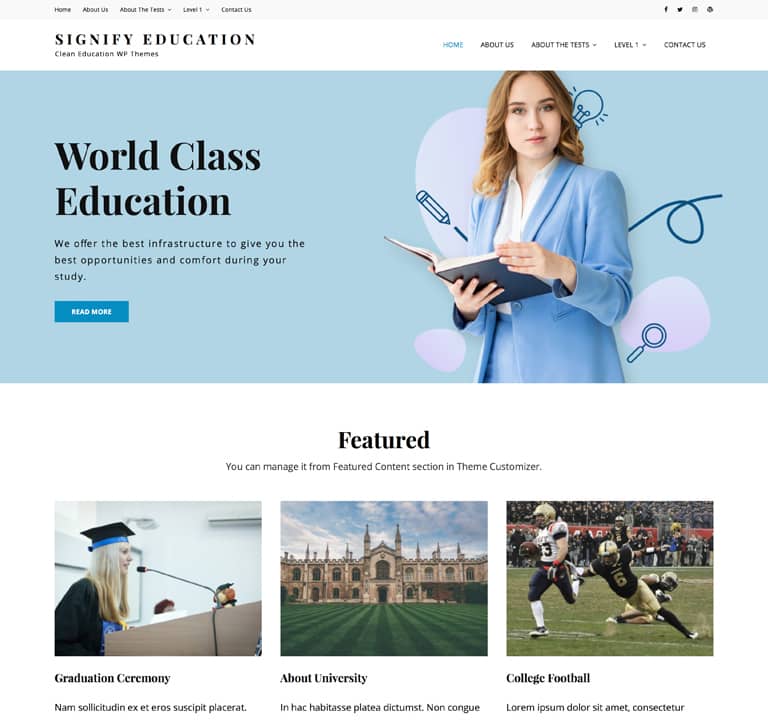 Home About Us About The Tests Level 1 Contact Us
SIGNIFY EDUCATION
Clean Education WP Themes
HOME ABOUT US ABOUT THE TESTS LEVEL 1 CONTACT US
World Class
Education
We offer the best infrastructure to give you the
best opportunities and comfort during your
study.
READ MORE
Featured
You can manage it from Featured Content section in Theme Customizer.
Graduation Ceremony
Nam sollicitudin ex et eros suscipit placerat.
About University
In hac habitasse platea dictumst. Non congue
College Football
Lorem ipsum dolor sit amet, consectetur